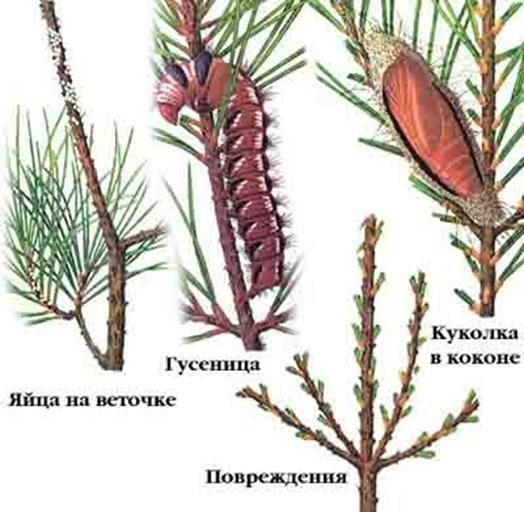 Куколка
в коконе
Гусеница
Яйца на веточке
Повреждения